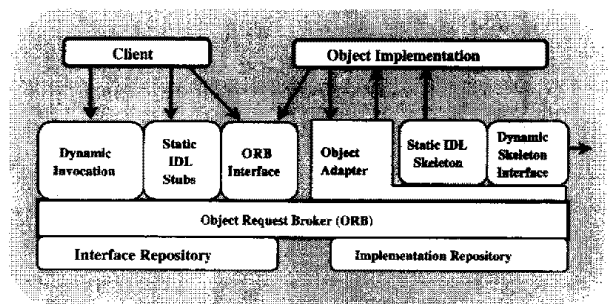 Client
Object Implementation
Dynamic
Invocation
Static
IDL
Stubs
ORB
Interface
Object
Adapter
Static IDL
Skeleton
Dynamic
Skeleton
Interface
Object Request Broker (ORB)
Interface Repository
Implementation Repository